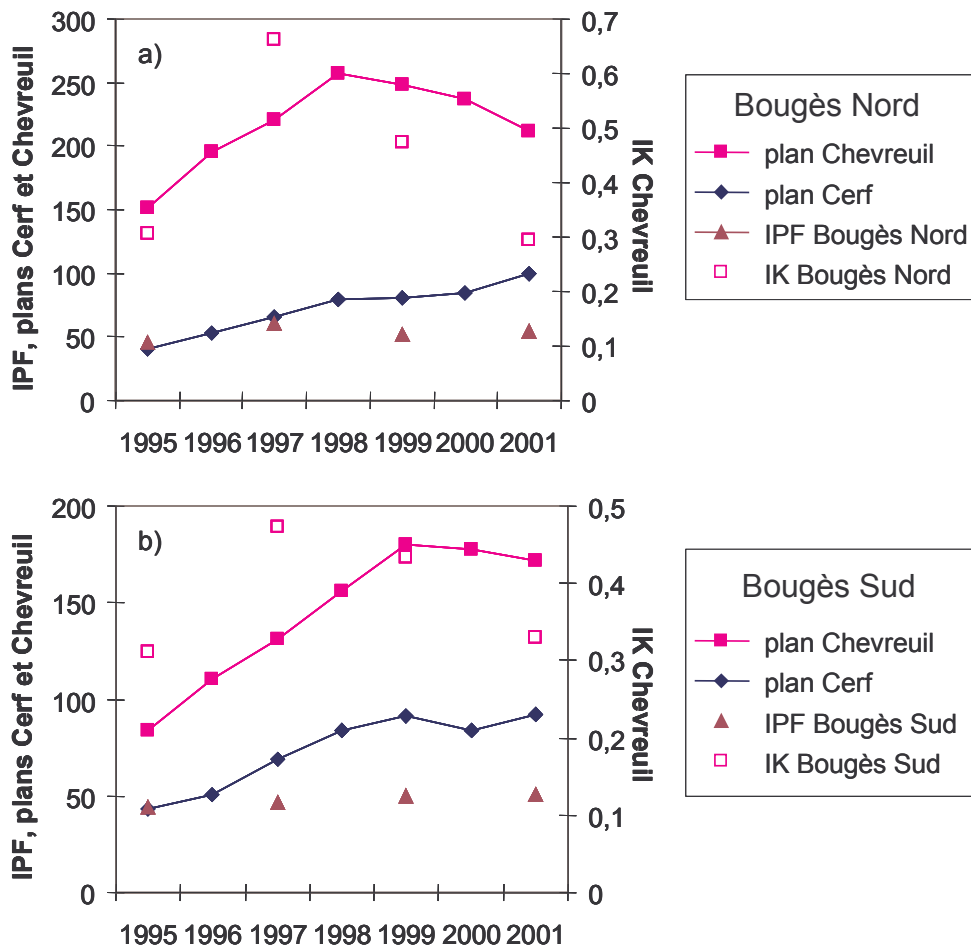 a)
IPF, plans Cerf et Chevreuil
300
250
200
150
100
50
0
0,7
0,6
0,5
0,4
0,3
0,2
0,1
0
IK Chevreuil
1995 1996 1997 1998 1999 2000 2001
Bougès Nord
plan Chevreuil
plan Cerf
IPF Bougès Nord
IK Bougès Nord
b)
IPF, plans Cerf et Chevreuil
200
150
100
50
0
0,5
0,4
0,3
0,2
0,1
0
IK Chevreuil
1995 1996 1997 1998 1999 2000 2001
Bougès Sud
plan Chevreuil
plan Cerf
IPF Bougès Sud
IK Bougès Sud